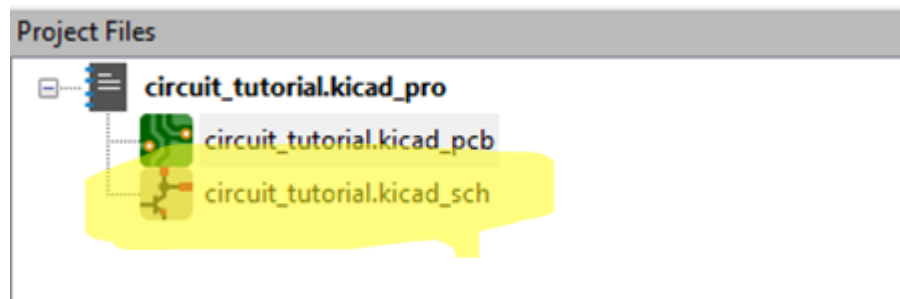 Project Files
circuit_tutorial.kicad_pro
circuit_tutorial.kicad_pcb
circuit_tutorial.kicad_sch